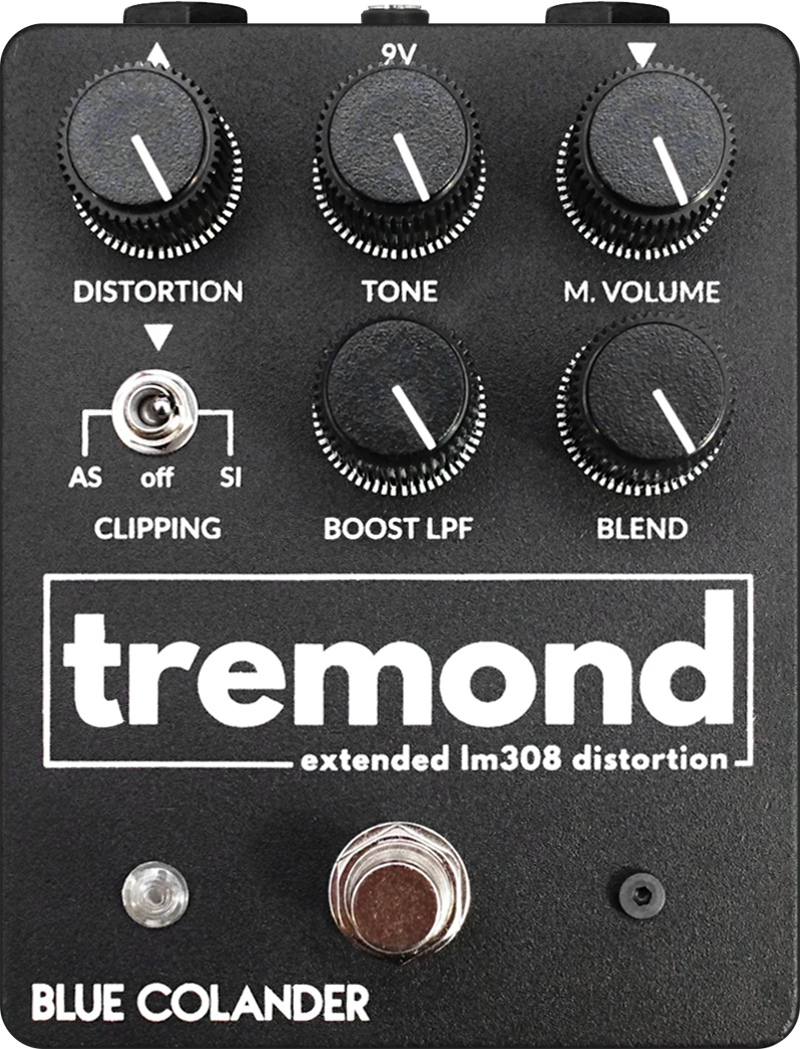 9V
DISTORTION TONE M. VOLUME
AS off SI
CLIPPING BOOST LPF BLEND
tremond
extended lm308 distortion
BLUE COLANDER